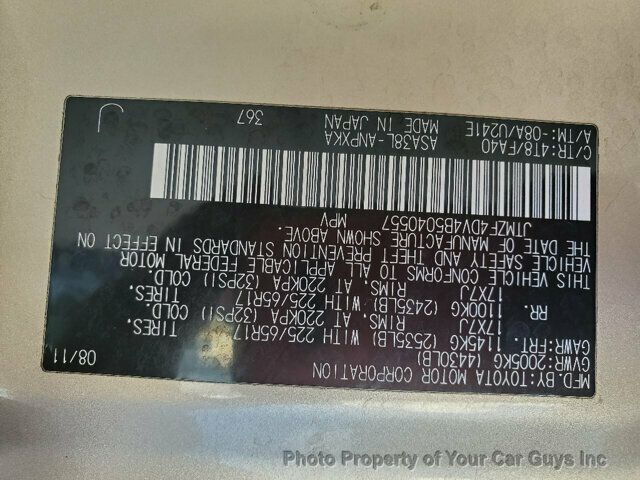 MFD. BY:TOYOTA MOTOR CORPORATION 08/11
GVWR: 2005KG (4430LB)
GAWR: FRT. 1145KG (2535LB) WITH 225/65R17 TIRES.
17X7J RIMS. AT 220KPA (32PSI) COLD.
RR. 1100KG (2435LB) WITH 225/65R17 TIRES.
17X7J RIMS. AT 220KPA (32PSI) COLD.
THIS VEHICLE CONFORMS TO ALL APPLICABLE FEDERAL MOTOR
VEHICLE SAFETY AND THEFT PREVENTION STANDARDS IN EFFECT ON
THE DATE OF MANUFACTURE SHOWN ABOVE.
JTMZF4DV4B5040557 MPV
C/TR:4T8/FA40 ASA38L-ANPXKA 367
A/TM:-08A/U241E MADE IN JAPAN
Photo Property of Your Car Guys Inc